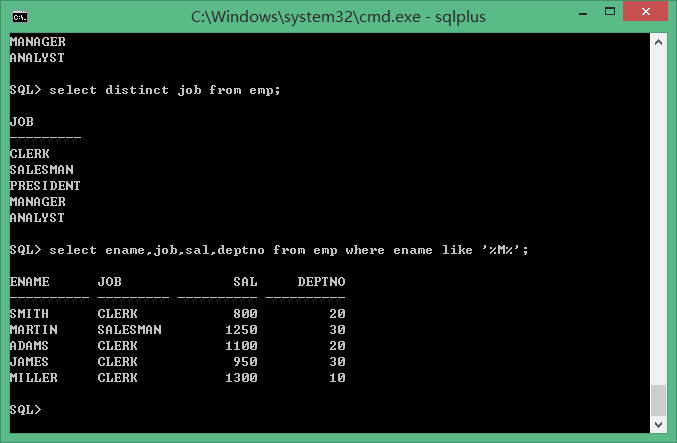 C:\Windows\system32\cmd.exe - sqlplus
MANAGER
ANALYST
SQL> select distinct job from emp;
JOB
---------
CLERK
SALESMAN
PRESIDENT
MANAGER
ANALYST
SQL> select ename,job,sal,deptno from emp where ename like '%M%';
ENAME      JOB              SAL     DEPTNO
---------- --------- ---------- ----------
SMITH      CLERK            800         20
MARTIN     SALESMAN        1250         30
ADAMS      CLERK           1100         20
JAMES      CLERK            950         30
MILLER     CLERK           1300         10
SQL>